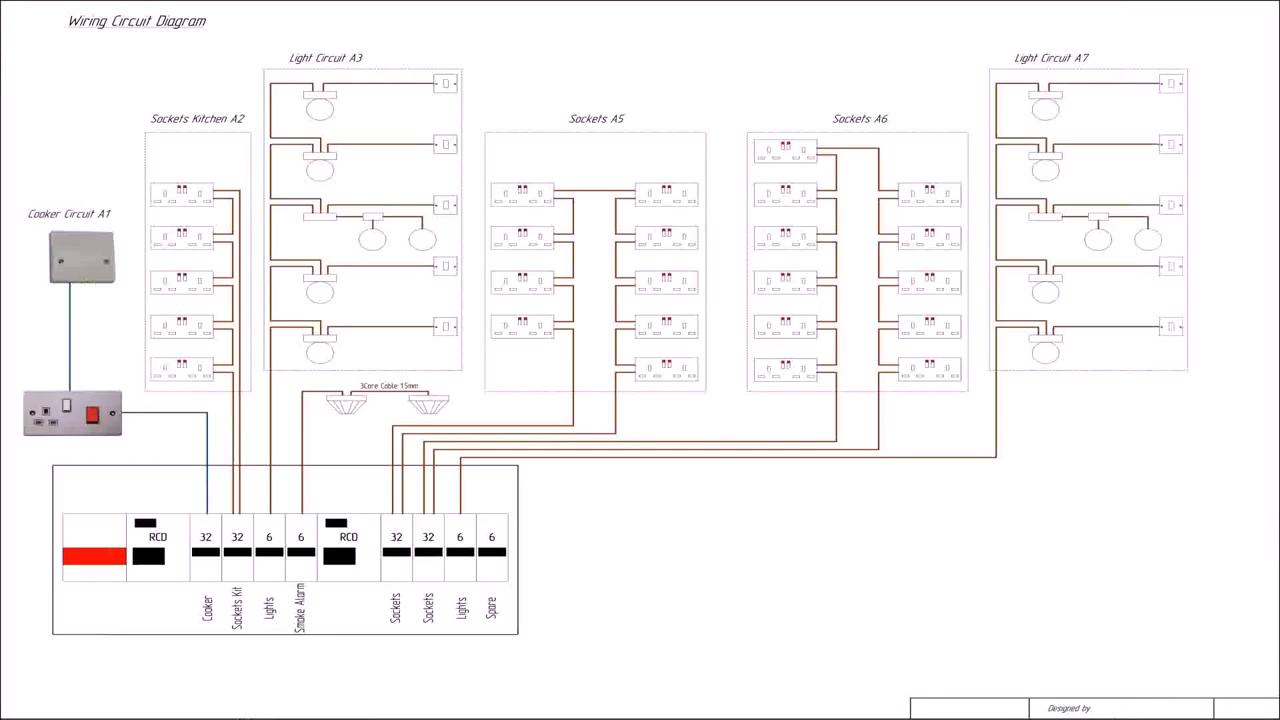 Wiring Circuit Diagram
Light Circuit A3
Light Circuit A7
Sockets Kitchen A2
Sockets A5
Sockets A6
Cooker Circuit A1
3Core Cable 1.5mm
RCD
32
32
6
6
RCD
32
32
6
6
Cooker
Sockets Kit
Lights
Smoke Alarm
Sockets
Sockets
Lights
Spare
Designed by